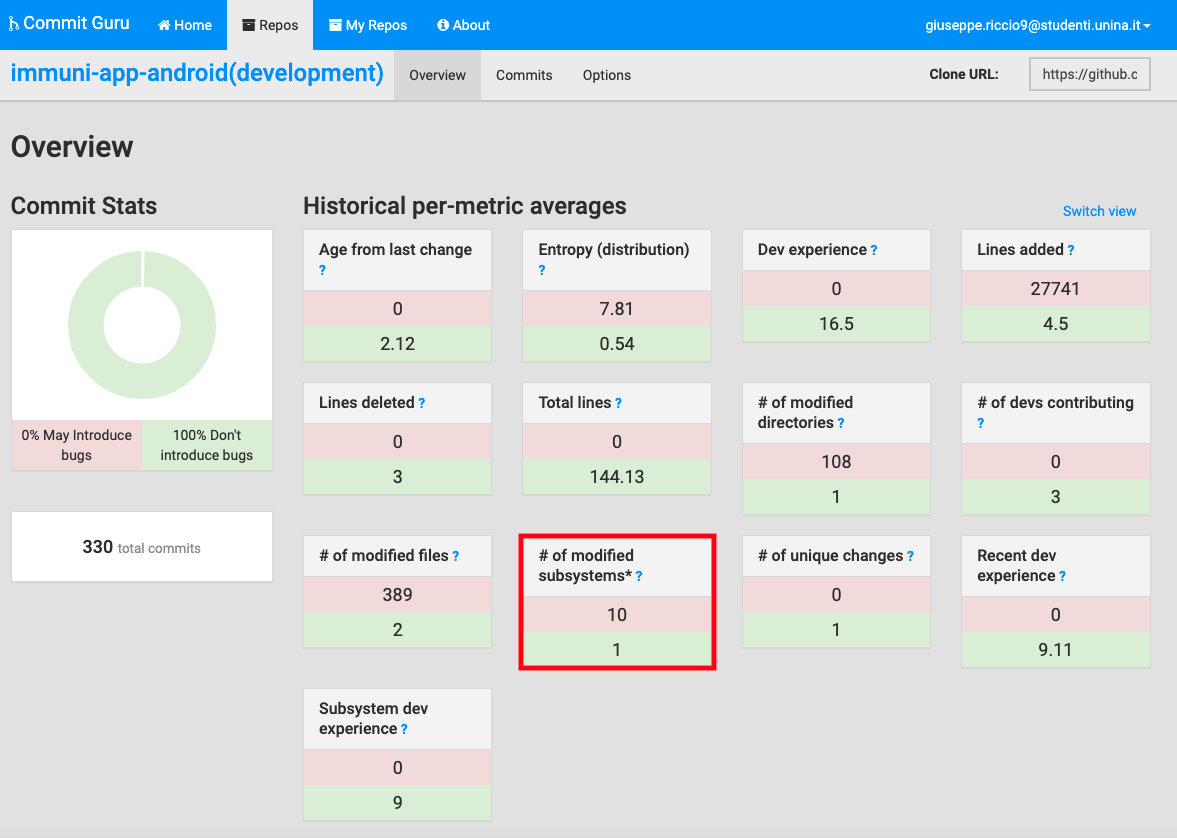 Commit Guru
Home
Repos
My Repos
About
giuseppe.riccio9@studenti.unina.it
immuni-app-android(development)
Overview
Commits
Options
Clone URL:
https://github.c
Overview
Commit Stats
0% May Introduce
bugs
100% Don't
introduce bugs
330 total commits
Historical per-metric averages
Switch view
Age from last change
?
0
2.12
Entropy (distribution)
?
7.81
0.54
Dev experience ?
0
16.5
Lines added ?
27741
4.5
Lines deleted ?
0
3
Total lines ?
0
144.13
# of modified
directories ?
108
1
# of devs contributing
?
0
3
# of modified files ?
389
2
# of modified
subsystems* ?
10
1
# of unique changes ?
0
1
Recent dev
experience ?
0
9.11
Subsystem dev
experience ?
0
9